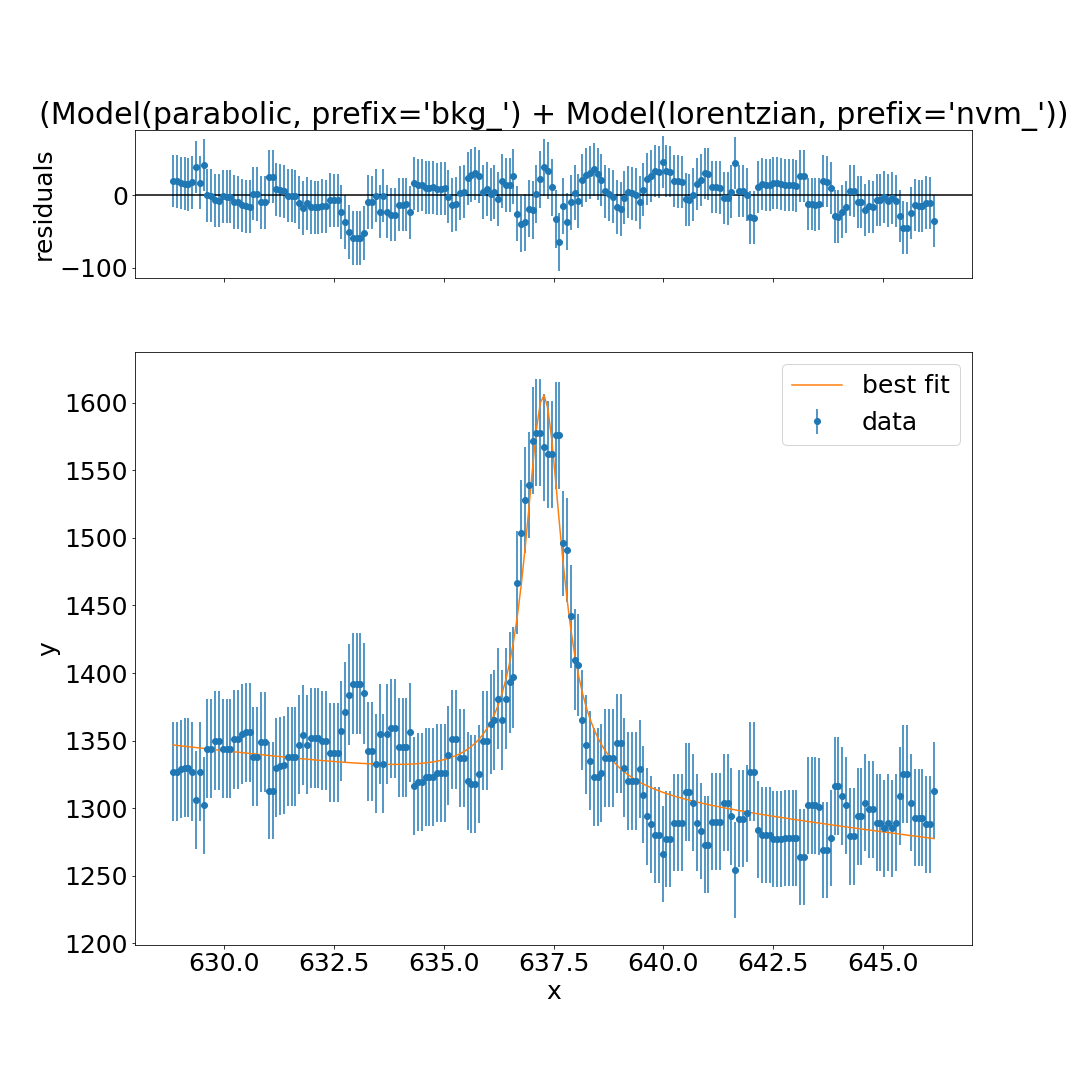 (Model(parabolic, prefix='bkg_') + Model(lorentzian, prefix='nvm_'))
residuals
0
−100
best fit
data
1600
1550
1500
1450
1400
1350
1300
1250
1200
y
630.0 632.5 635.0 637.5 640.0 642.5 645.0
x